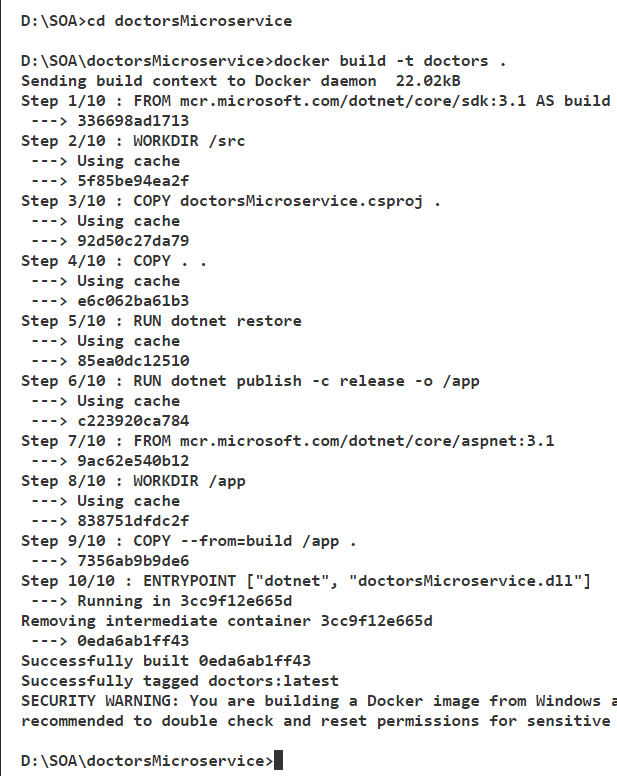 D:\SOA>cd doctorsMicroservice
D:\SOA\doctorsMicroservice>docker build -t doctors .
Sending build context to Docker daemon  22.02kB
Step 1/10 : FROM mcr.microsoft.com/dotnet/core/sdk:3.1 AS build
 ---> 336698ad1713
Step 2/10 : WORKDIR /src
 ---> Using cache
 ---> 5f85be94ea2f
Step 3/10 : COPY doctorsMicroservice.csproj .
 ---> Using cache
 ---> 92d50c27da79
Step 4/10 : COPY . .
 ---> Using cache
 ---> e6c062ba61b3
Step 5/10 : RUN dotnet restore
 ---> Using cache
 ---> 85ea0dc12510
Step 6/10 : RUN dotnet publish -c release -o /app
 ---> Using cache
 ---> c223920ca784
Step 7/10 : FROM mcr.microsoft.com/dotnet/core/aspnet:3.1
 ---> 9ac62e540b12
Step 8/10 : WORKDIR /app
 ---> Using cache
 ---> 838751dfdc2f
Step 9/10 : COPY --from=build /app .
 ---> 7356ab9b9de6
Step 10/10 : ENTRYPOINT ["dotnet", "doctorsMicroservice.dll"]
 ---> Running in 3cc9f12e665d
Removing intermediate container 3cc9f12e665d
 ---> 0eda6ab1ff43
Successfully built 0eda6ab1ff43
Successfully tagged doctors:latest
SECURITY WARNING: You are building a Docker image from Windows a
recommended to double check and reset permissions for sensitive
D:\SOA\doctorsMicroservice>